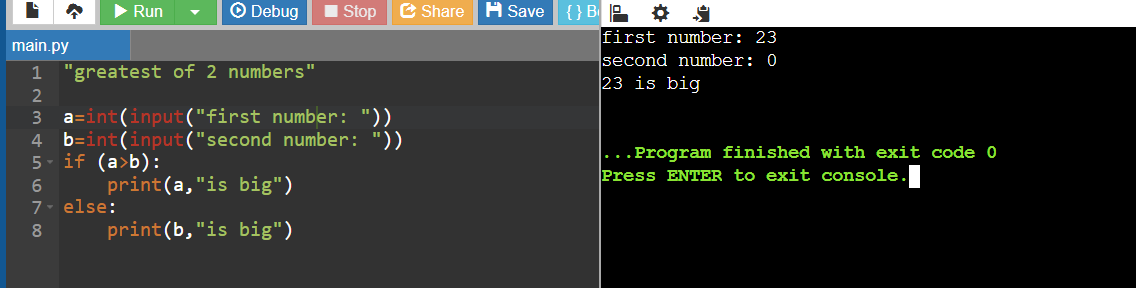 Run Debug Stop Share Save { } B
main.py
1 "greatest of 2 numbers"
2
3 a=int(input("first number: "))
4 b=int(input("second number: "))
5 if (a>b):
6     print(a,"is big")
7 else:
8     print(b,"is big")
first number: 23
second number: 0
23 is big
...Program finished with exit code 0
Press ENTER to exit console.